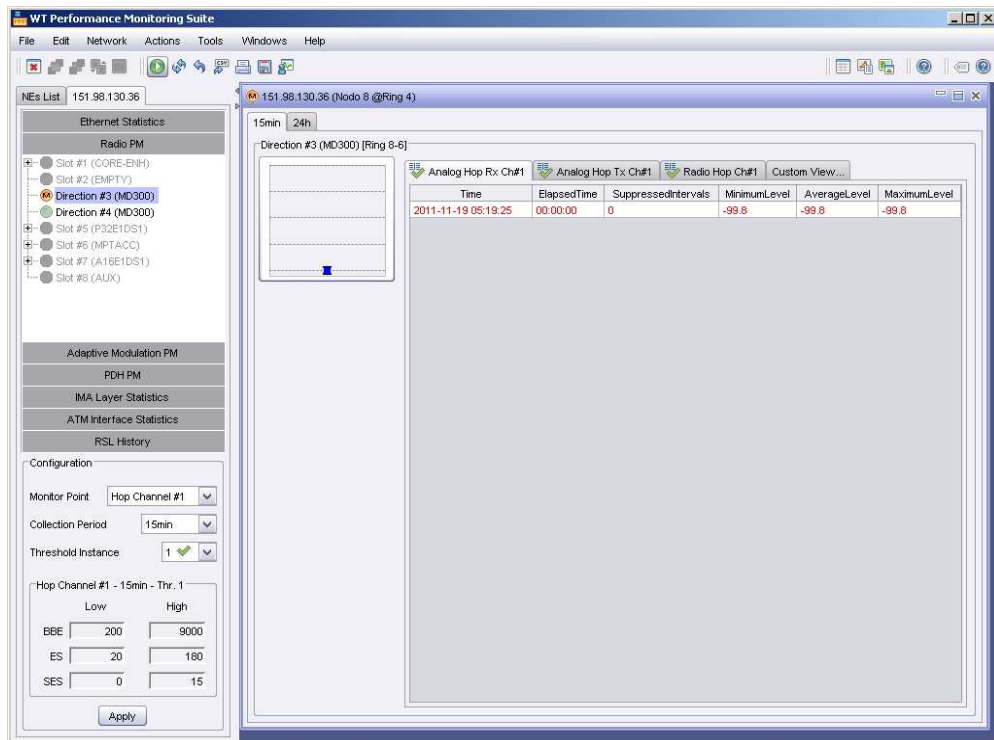 WT Performance Monitoring Suite
File Edit Network Actions Tools Windows Help
CSV
NEs List 151.98.130.36
Ethernet Statistics
Radio PM
Slot #1 (CORE-ENH)
Slot #2 (EMPTY)
M Direction #3 (MD300)
Direction #4 (MD300)
Slot #5 (P32E1DS1)
Slot #6 (MPTACC)
Slot #7 (A16E1DS1)
Slot #8 (AUX)
Adaptive Modulation PM
PDH PM
IMA Layer Statistics
ATM Interface Statistics
RSL History
Configuration
Monitor Point Hop Channel #1
Collection Period 15min
Threshold Instance 1
Hop Channel #1 - 15min - Thr. 1
Low High
BBE 200 9000
ES 20 180
SES 0 15
Apply
M 151.98.130.36 (Nodo 8 @Ring 4)
15min 24h
Direction #3 (MD300) [Ring 8-6]
Analog Hop Rx Ch#1 Analog Hop Tx Ch#1 Radio Hop Ch#1 Custom View...
Time ElapsedTime SuppressedIntervals MinimumLevel AverageLevel MaximumLevel
2011-11-19 05:19:25 00:00:00 0 -99.8 -99.8 -99.8